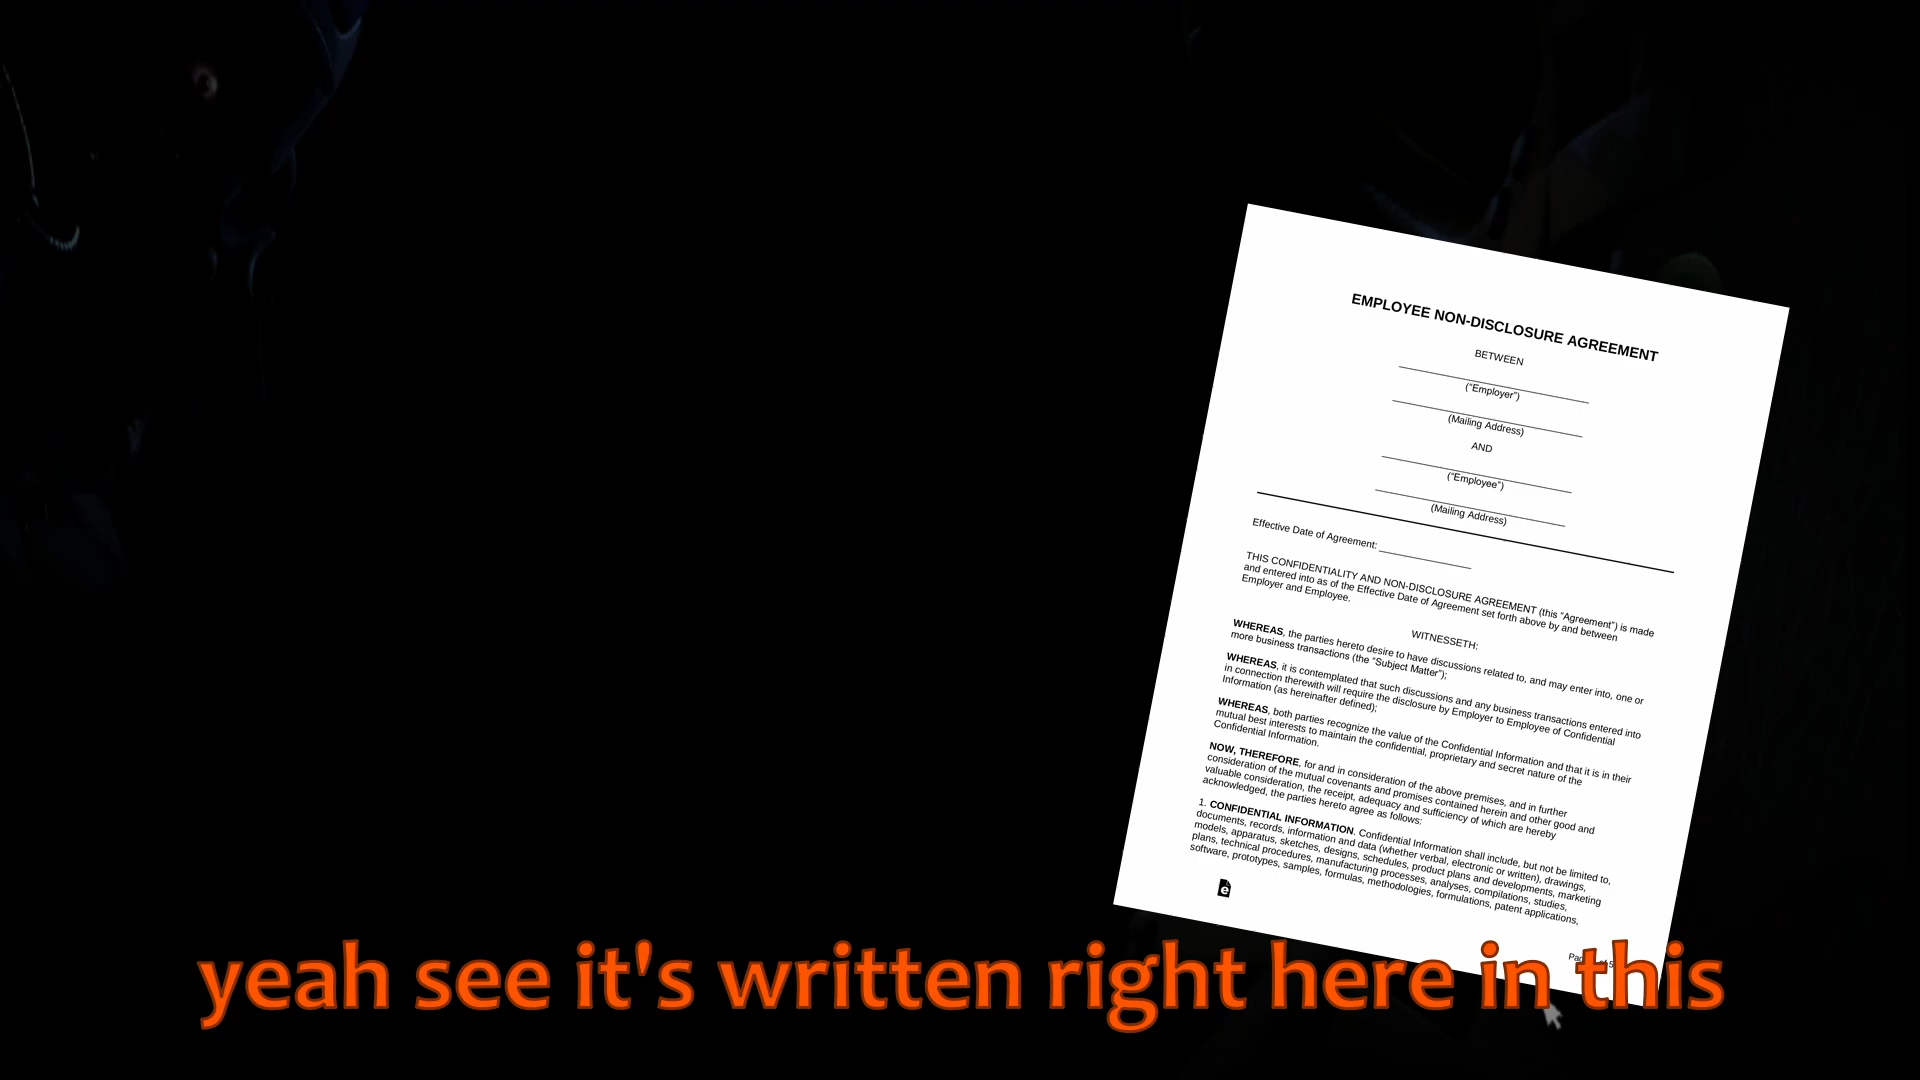 EMPLOYEE NON-DISCLOSURE AGREEMENT
BETWEEN
(“Employer”)
(Mailing Address)
AND
(“Employee”)
(Mailing Address)
Effective Date of Agreement:
THIS CONFIDENTIALITY AND NON-DISCLOSURE AGREEMENT (this “Agreement”) is made
and entered into as of the Effective Date of Agreement set forth above by and between
Employer and Employee.
WITNESSETH:
WHEREAS, the parties hereto desire to have discussions related to, and may enter into, one or
more business transactions (the “Subject Matter”);
WHEREAS, it is contemplated that such discussions and any business transactions entered into
in connection therewith will require the disclosure by Employer to Employee of Confidential
Information (as hereinafter defined);
WHEREAS, both parties recognize the value of the Confidential Information and that it is in their
mutual best interests to maintain the confidential, proprietary and secret nature of the
Confidential Information.
NOW, THEREFORE, for and in consideration of the above premises, and in further
consideration of the mutual covenants and promises contained herein and other good and
valuable consideration, the receipt, adequacy and sufficiency of which are hereby
acknowledged, the parties hereto agree as follows:
1. CONFIDENTIAL INFORMATION. Confidential Information shall include, but not be limited to,
documents, records, information and data (whether verbal, electronic or written), drawings,
models, apparatus, sketches, designs, schedules, product plans and developments, marketing
plans, technical procedures, manufacturing processes, analyses, compilations, studies,
software, prototypes, samples, formulas, methodologies, formulations, patent applications,
yeah see it's written right here in this